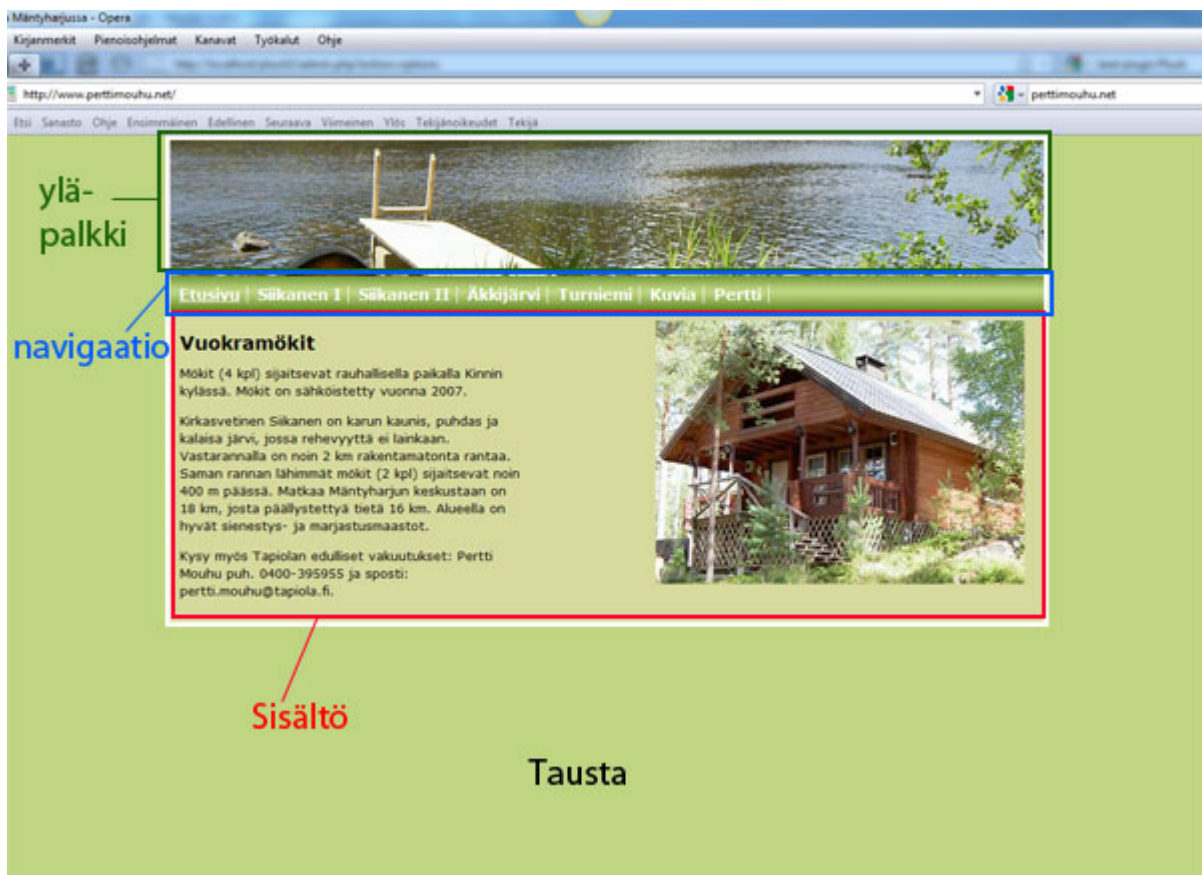 Mäntyharjussa - Opera
Kirjanmerkit Pienoisohjelmat Kanavat Työkalut Ohje
http://www.perttimouhu.net/ perttimouhu.net
Etsi Sanasto Ohje Ensimmäinen Edellinen Seuraava Viimeinen Ylös Tekijänoikeudet Tekijä
ylä-
palkki
navigaatio
Etusivu | Siikanen I | Siikanen II | Äkkijärvi | Turniemi | Kuvia | Pertti |
Vuokramökit
Mökit (4 kpl) sijaitsevat rauhallisella paikalla Kinnin
kylässä. Mökit on sähköistetty vuonna 2007.
Kirkasvetinen Siikanen on karun kaunis, puhdas ja
kalaisa järvi, jossa rehevyyttä ei lainkaan.
Vastarannalla on noin 2 km rakentamatonta rantaa.
Saman rannan lähimmät mökit (2 kpl) sijaitsevat noin
400 m päässä. Matkaa Mäntyharjun keskustaan on
18 km, josta päällystettyä tietä 16 km. Alueella on
hyvät sienestys- ja marjastusmaastot.
Kysy myös Tapiolan edulliset vakuutukset: Pertti
Mouhu puh. 0400-395955 ja sposti:
pertti.mouhu@tapiola.fi.
Sisältö
Tausta